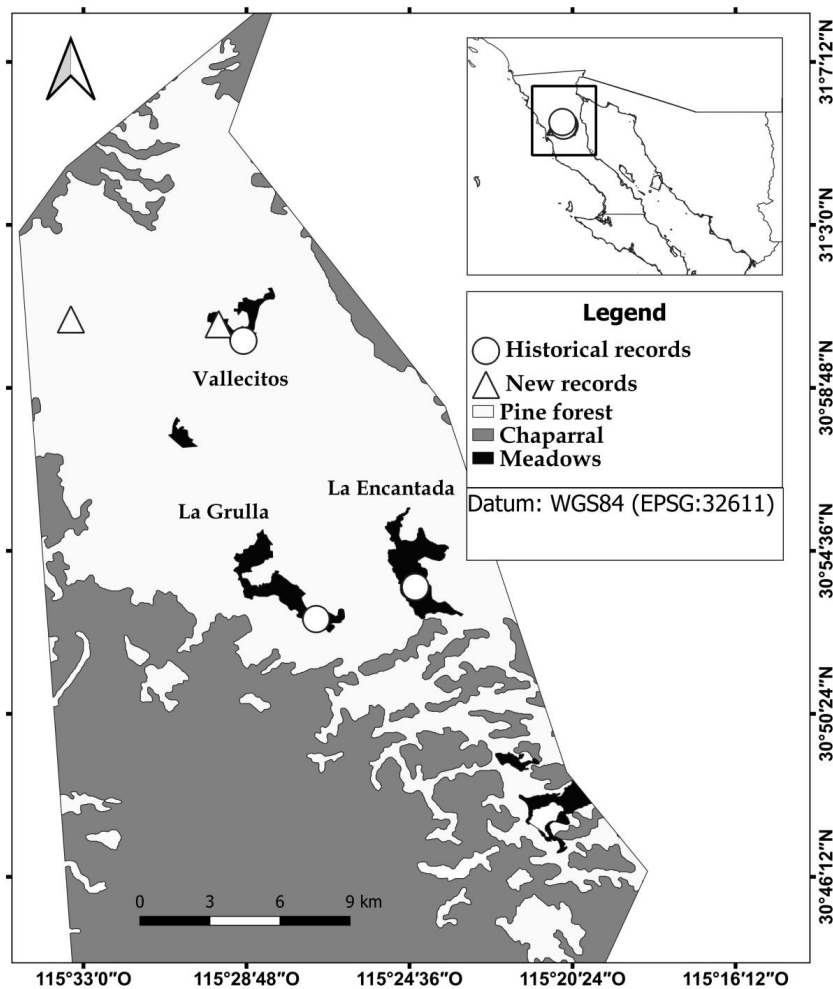 31°7'12"N
31°3'0"N
30°58'48"N
30°54'36"N
30°50'24"N
30°46'12"N
Legend
Historical records
New records
Pine forest
Chaparral
Meadows
Datum: WGS84 (EPSG:32611)
Vallecitos
La Grulla
La Encantada
0 3 6 9 km
115°33'0"O 115°28'48"O 115°24'36"O 115°20'24"O 115°16'12"O